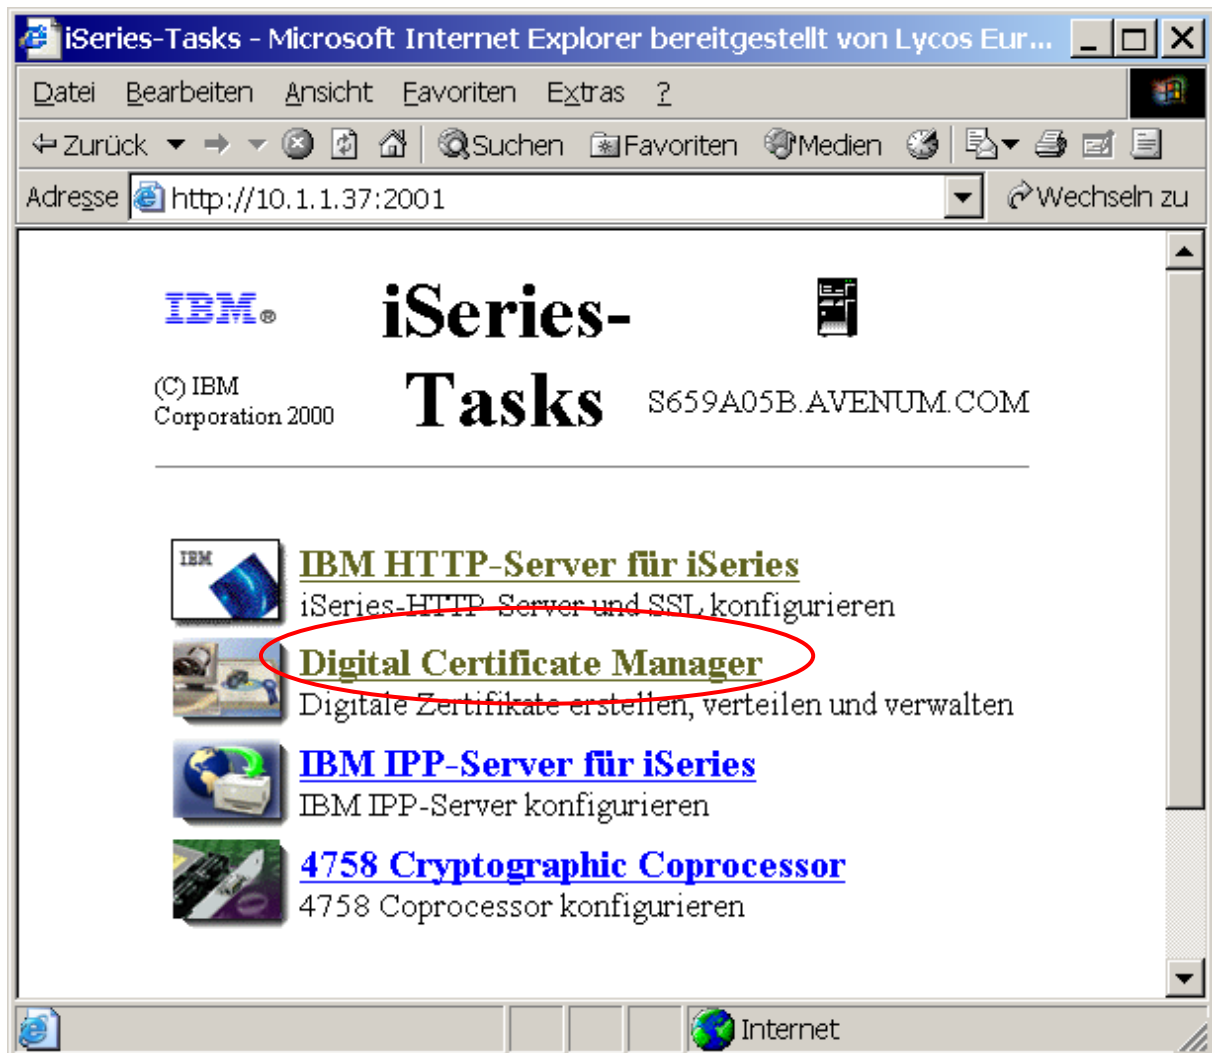 iSeries-Tasks - Microsoft Internet Explorer bereitgestellt von Lycos Eur...
Datei Bearbeiten Ansicht Favoriten Extras ?
Zurück Suchen Favoriten Medien
Adresse http://10.1.1.37:2001 Wechseln zu
IBM® iSeries-
Tasks
(C) IBM
Corporation 2000
S659A05B.AVENUM.COM
IBM
IBM HTTP-Server für iSeries
iSeries-HTTP-Server und SSL konfigurieren
Digital Certificate Manager
Digitale Zertifikate erstellen, verteilen und verwalten
IBM IPP-Server für iSeries
IBM IPP-Server konfigurieren
4758 Cryptographic Coprocessor
4758 Coprocessor konfigurieren
Internet